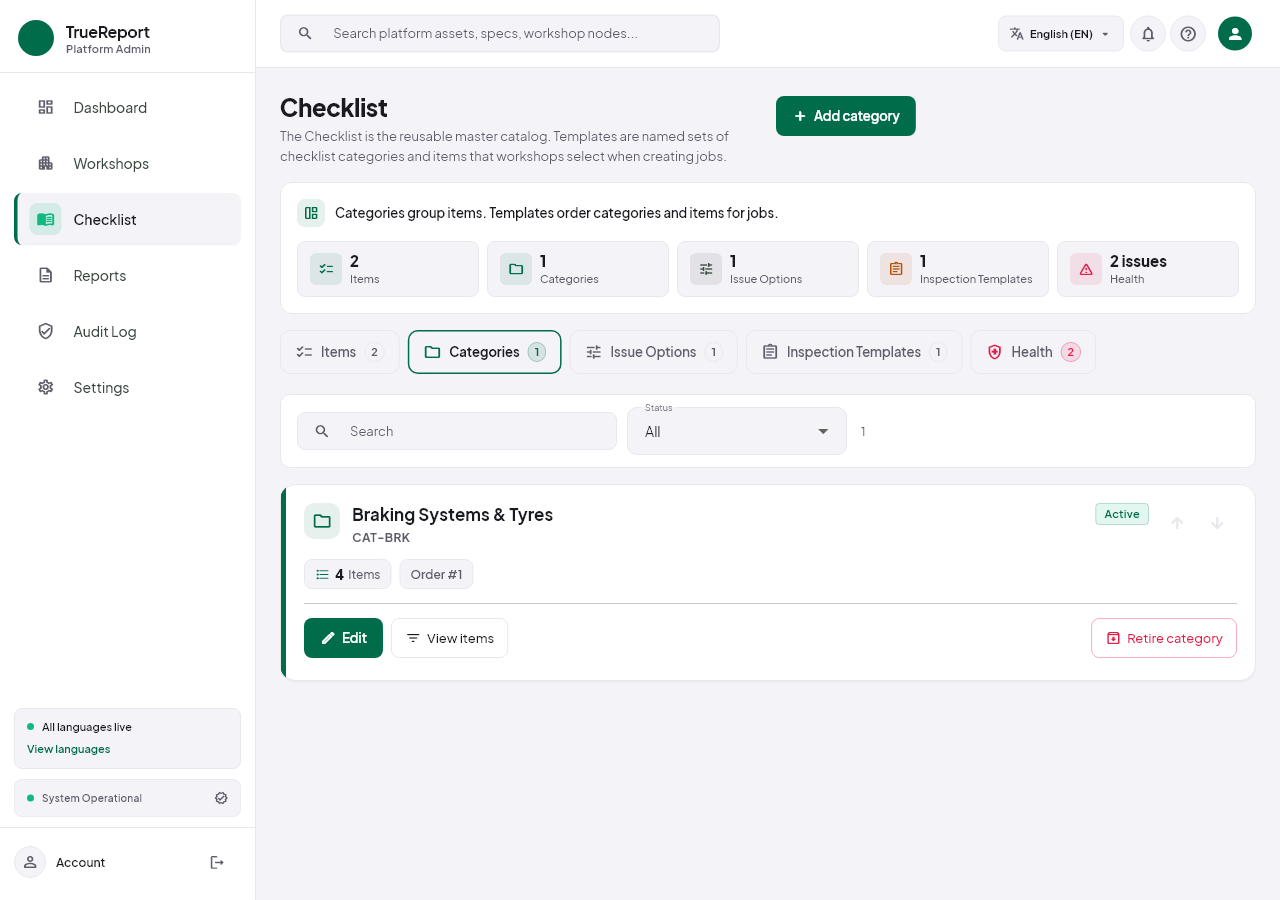 TrueReport
Platform Admin
Search platform assets, specs, workshop nodes...
English (EN)
Dashboard
Workshops
Checklist
Reports
Audit Log
Settings
All languages live
View languages
System Operational
Account
Checklist
The Checklist is the reusable master catalog. Templates are named sets of
checklist categories and items that workshops select when creating jobs.
Add category
Categories group items. Templates order categories and items for jobs.
2
Items
1
Categories
1
Issue Options
1
Inspection Templates
2 issues
Health
Items 2
Categories 1
Issue Options 1
Inspection Templates 1
Health 2
Search
Status
All
1
Braking Systems & Tyres
CAT-BRK
Active
4 Items
Order #1
Edit
View items
Retire category